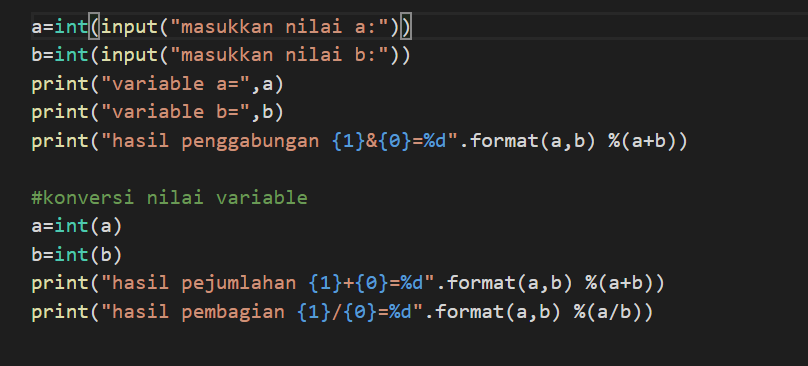 a=int(input("masukkan nilai a:"))
b=int(input("masukkan nilai b:"))
print("variable a=",a)
print("variable b=",b)
print("hasil penggabungan {1}&{0}=%d".format(a,b) %(a+b))
#konversi nilai variable
a=int(a)
b=int(b)
print("hasil pejumlahan {1}+{0}=%d".format(a,b) %(a+b))
print("hasil pembagian {1}/{0}=%d".format(a,b) %(a/b))